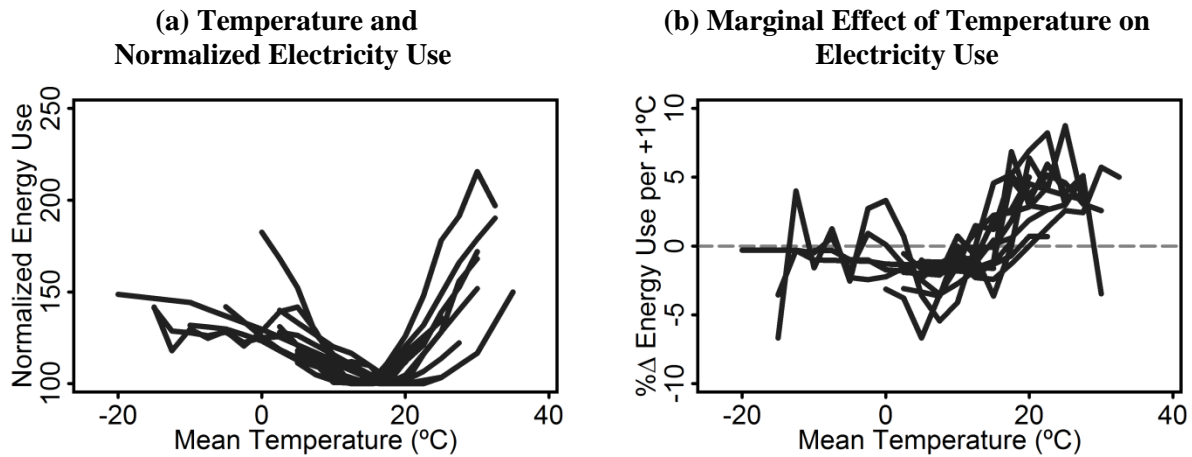 (a) Temperature and
Normalized Electricity Use
Normalized Energy Use
250
200
150
100
-20
0
20
40
Mean Temperature (ºC)
(b) Marginal Effect of Temperature on
Electricity Use
%Δ Energy Use per +1ºC
10
5
0
-5
-10
-20
0
20
40
Mean Temperature (ºC)